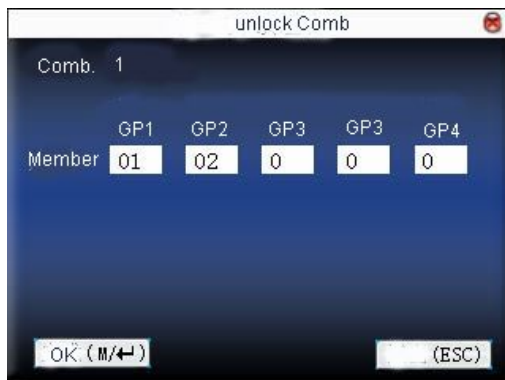 unlock Comb
Comb. 1
GP1 GP2 GP3 GP3 GP4
Member 01 02 0 0 0
OK (M/↵) (ESC)